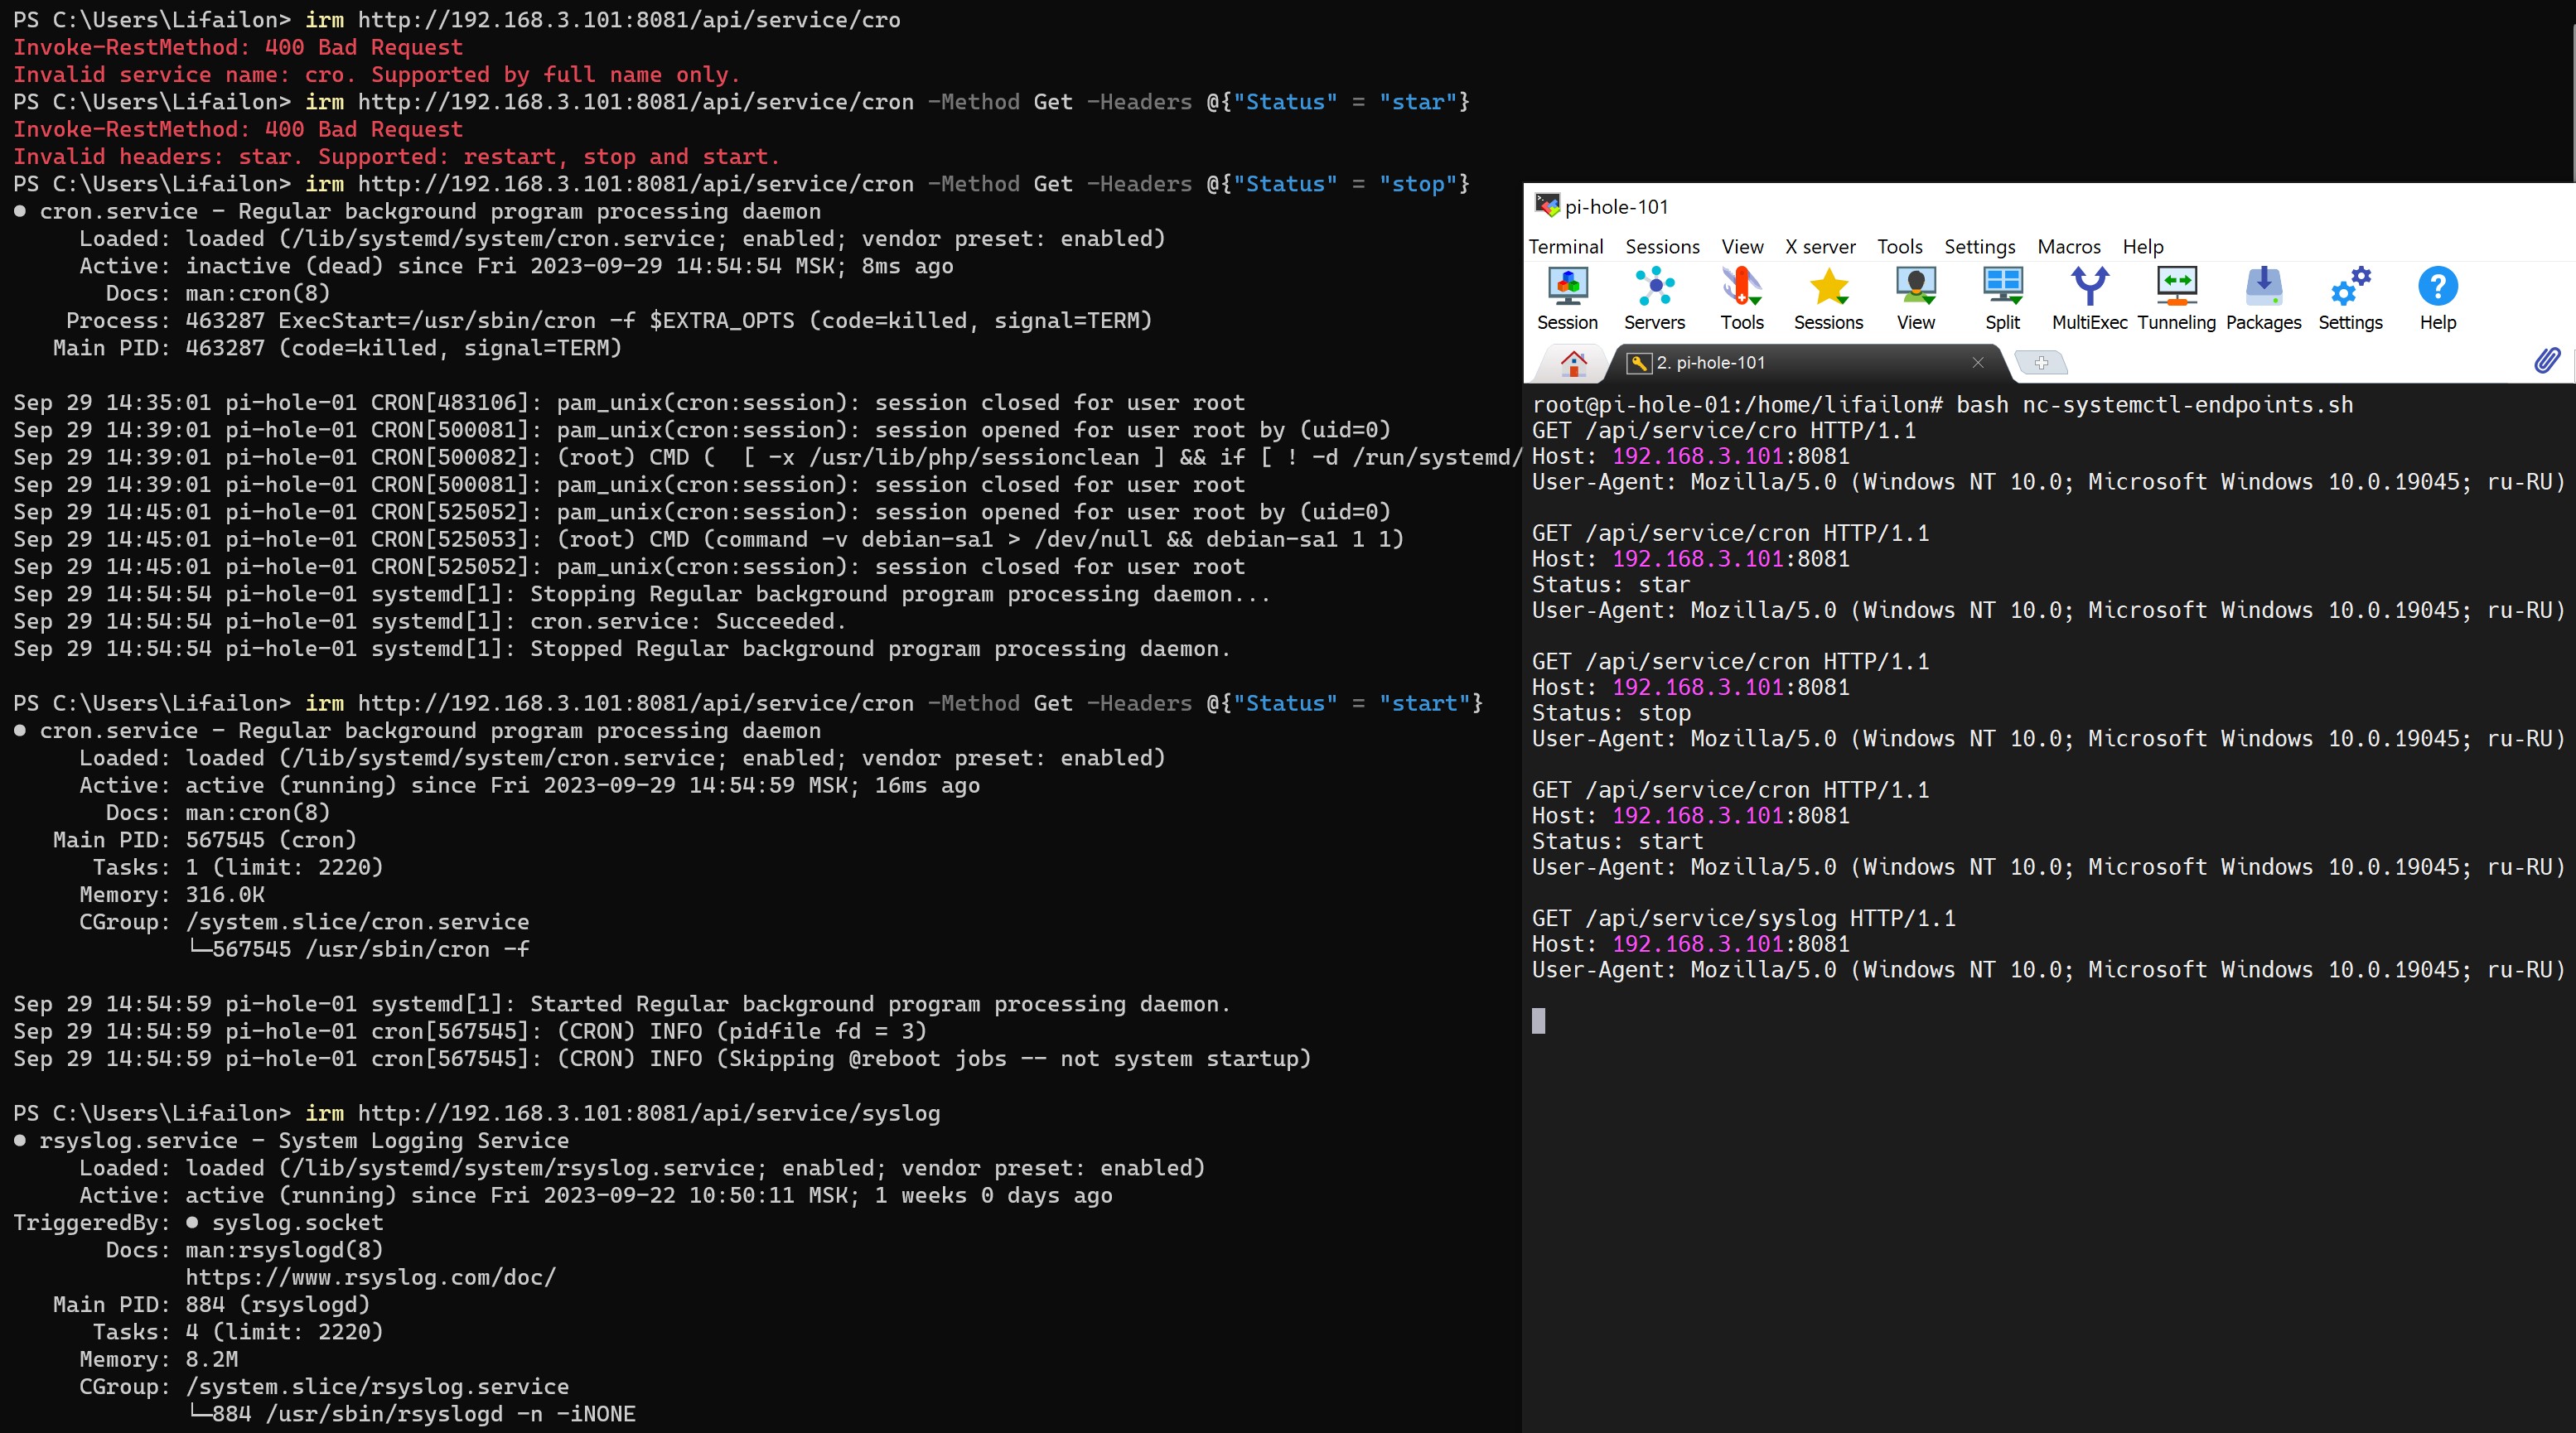 PS C:\Users\Lifailon> irm http://192.168.3.101:8081/api/service/cro
Invoke-RestMethod: 400 Bad Request
Invalid service name: cro. Supported by full name only.
PS C:\Users\Lifailon> irm http://192.168.3.101:8081/api/service/cron -Method Get -Headers @{"Status" = "star"}
Invoke-RestMethod: 400 Bad Request
Invalid headers: star. Supported: restart, stop and start.
PS C:\Users\Lifailon> irm http://192.168.3.101:8081/api/service/cron -Method Get -Headers @{"Status" = "stop"}
● cron.service - Regular background program processing daemon
     Loaded: loaded (/lib/systemd/system/cron.service; enabled; vendor preset: enabled)
     Active: inactive (dead) since Fri 2023-09-29 14:54:54 MSK; 8ms ago
       Docs: man:cron(8)
    Process: 463287 ExecStart=/usr/sbin/cron -f $EXTRA_OPTS (code=killed, signal=TERM)
   Main PID: 463287 (code=killed, signal=TERM)
Sep 29 14:35:01 pi-hole-01 CRON[483106]: pam_unix(cron:session): session closed for user root
Sep 29 14:39:01 pi-hole-01 CRON[500081]: pam_unix(cron:session): session opened for user root by (uid=0)
Sep 29 14:39:01 pi-hole-01 CRON[500082]: (root) CMD (  [ -x /usr/lib/php/sessionclean ] && if [ ! -d /run/systemd/
Sep 29 14:39:01 pi-hole-01 CRON[500081]: pam_unix(cron:session): session closed for user root
Sep 29 14:45:01 pi-hole-01 CRON[525052]: pam_unix(cron:session): session opened for user root by (uid=0)
Sep 29 14:45:01 pi-hole-01 CRON[525053]: (root) CMD (command -v debian-sa1 > /dev/null && debian-sa1 1 1)
Sep 29 14:45:01 pi-hole-01 CRON[525052]: pam_unix(cron:session): session closed for user root
Sep 29 14:54:54 pi-hole-01 systemd[1]: Stopping Regular background program processing daemon...
Sep 29 14:54:54 pi-hole-01 systemd[1]: cron.service: Succeeded.
Sep 29 14:54:54 pi-hole-01 systemd[1]: Stopped Regular background program processing daemon.
PS C:\Users\Lifailon> irm http://192.168.3.101:8081/api/service/cron -Method Get -Headers @{"Status" = "start"}
● cron.service - Regular background program processing daemon
     Loaded: loaded (/lib/systemd/system/cron.service; enabled; vendor preset: enabled)
     Active: active (running) since Fri 2023-09-29 14:54:59 MSK; 16ms ago
       Docs: man:cron(8)
   Main PID: 567545 (cron)
      Tasks: 1 (limit: 2220)
     Memory: 316.0K
     CGroup: /system.slice/cron.service
             └─567545 /usr/sbin/cron -f
Sep 29 14:54:59 pi-hole-01 systemd[1]: Started Regular background program processing daemon.
Sep 29 14:54:59 pi-hole-01 cron[567545]: (CRON) INFO (pidfile fd = 3)
Sep 29 14:54:59 pi-hole-01 cron[567545]: (CRON) INFO (Skipping @reboot jobs -- not system startup)
PS C:\Users\Lifailon> irm http://192.168.3.101:8081/api/service/syslog
● rsyslog.service - System Logging Service
     Loaded: loaded (/lib/systemd/system/rsyslog.service; enabled; vendor preset: enabled)
     Active: active (running) since Fri 2023-09-22 10:50:11 MSK; 1 weeks 0 days ago
TriggeredBy: ● syslog.socket
       Docs: man:rsyslogd(8)
             https://www.rsyslog.com/doc/
   Main PID: 884 (rsyslogd)
      Tasks: 4 (limit: 2220)
     Memory: 8.2M
     CGroup: /system.slice/rsyslog.service
             └─884 /usr/sbin/rsyslogd -n -iNONE
pi-hole-101
Terminal Sessions View X server Tools Settings Macros Help
Session Servers Tools Sessions View Split MultiExec Tunneling Packages Settings Help
2. pi-hole-101
root@pi-hole-01:/home/lifailon# bash nc-systemctl-endpoints.sh
GET /api/service/cro HTTP/1.1
Host: 192.168.3.101:8081
User-Agent: Mozilla/5.0 (Windows NT 10.0; Microsoft Windows 10.0.19045; ru-RU)
GET /api/service/cron HTTP/1.1
Host: 192.168.3.101:8081
Status: star
User-Agent: Mozilla/5.0 (Windows NT 10.0; Microsoft Windows 10.0.19045; ru-RU)
GET /api/service/cron HTTP/1.1
Host: 192.168.3.101:8081
Status: stop
User-Agent: Mozilla/5.0 (Windows NT 10.0; Microsoft Windows 10.0.19045; ru-RU)
GET /api/service/cron HTTP/1.1
Host: 192.168.3.101:8081
Status: start
User-Agent: Mozilla/5.0 (Windows NT 10.0; Microsoft Windows 10.0.19045; ru-RU)
GET /api/service/syslog HTTP/1.1
Host: 192.168.3.101:8081
User-Agent: Mozilla/5.0 (Windows NT 10.0; Microsoft Windows 10.0.19045; ru-RU)